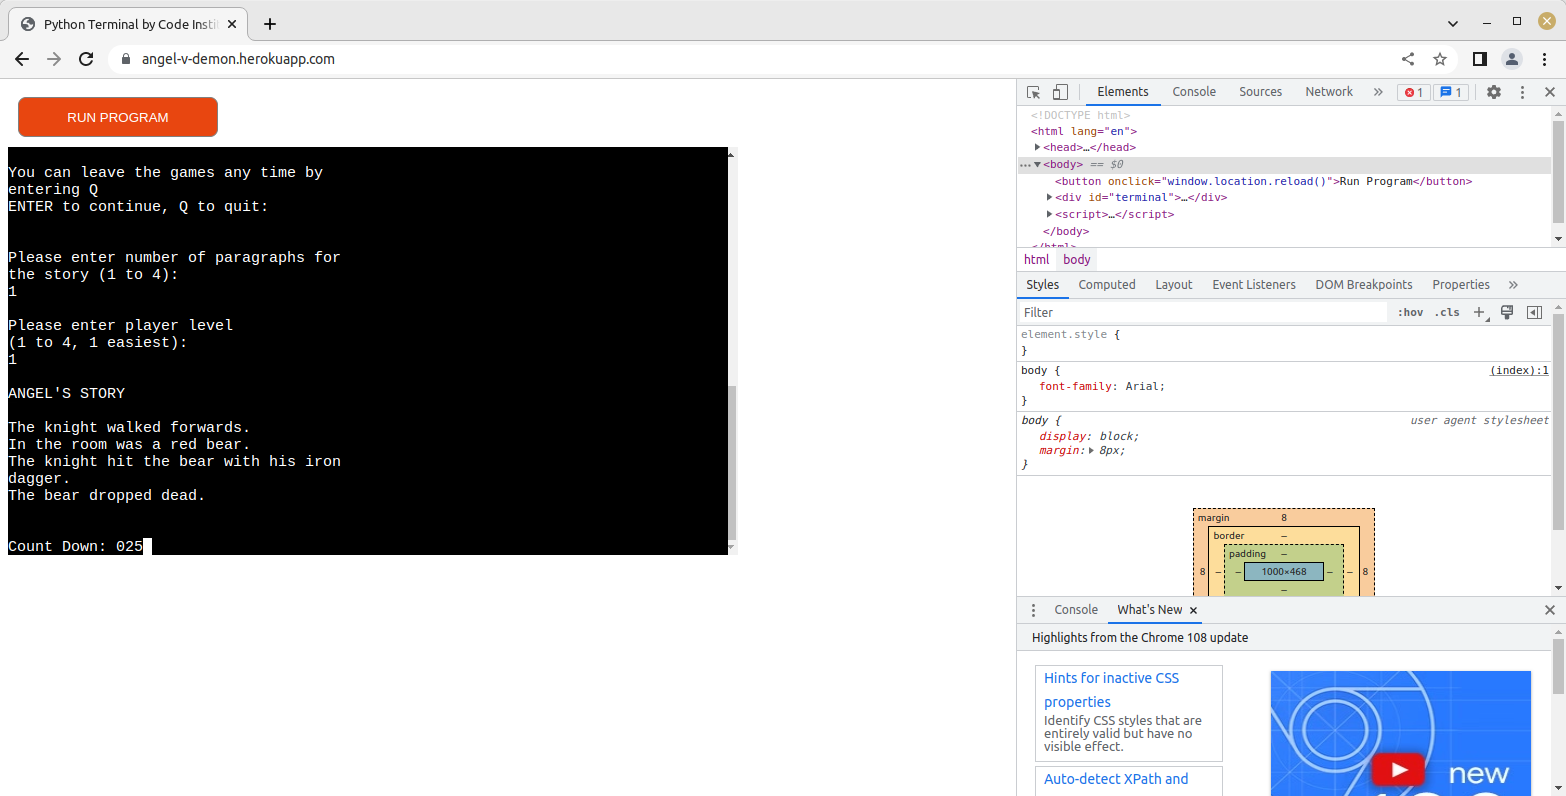 Python Terminal by Code Insti
angel-v-demon.herokuapp.com
RUN PROGRAM
You can leave the games any time by
entering Q
ENTER to continue, Q to quit:
Please enter number of paragraphs for
the story (1 to 4):
1
Please enter player level
(1 to 4, 1 easiest):
1
ANGEL'S STORY
The knight walked forwards.
In the room was a red bear.
The knight hit the bear with his iron
dagger.
The bear dropped dead.
Count Down: 025
Elements Console Sources Network » 1 1
<!DOCTYPE html>
<html lang="en">
<head>…</head>
<body> == $0
<button onclick="window.location.reload()">Run Program</button>
<div id="terminal">…</div>
<script>…</script>
</body>
</html>
html body
Styles Computed Layout Event Listeners DOM Breakpoints Properties »
Filter :hov .cls
element.style {
}
body { (index):1
font-family: Arial;
}
body { user agent stylesheet
display: block;
margin: 8px;
}
margin 8
border –
padding –
8 – – 1000×468 – – 8
–
Console What's New
Highlights from the Chrome 108 update
Hints for inactive CSS
properties
Identify CSS styles that are
entirely valid but have no
visible effect.
Auto-detect XPath and
new